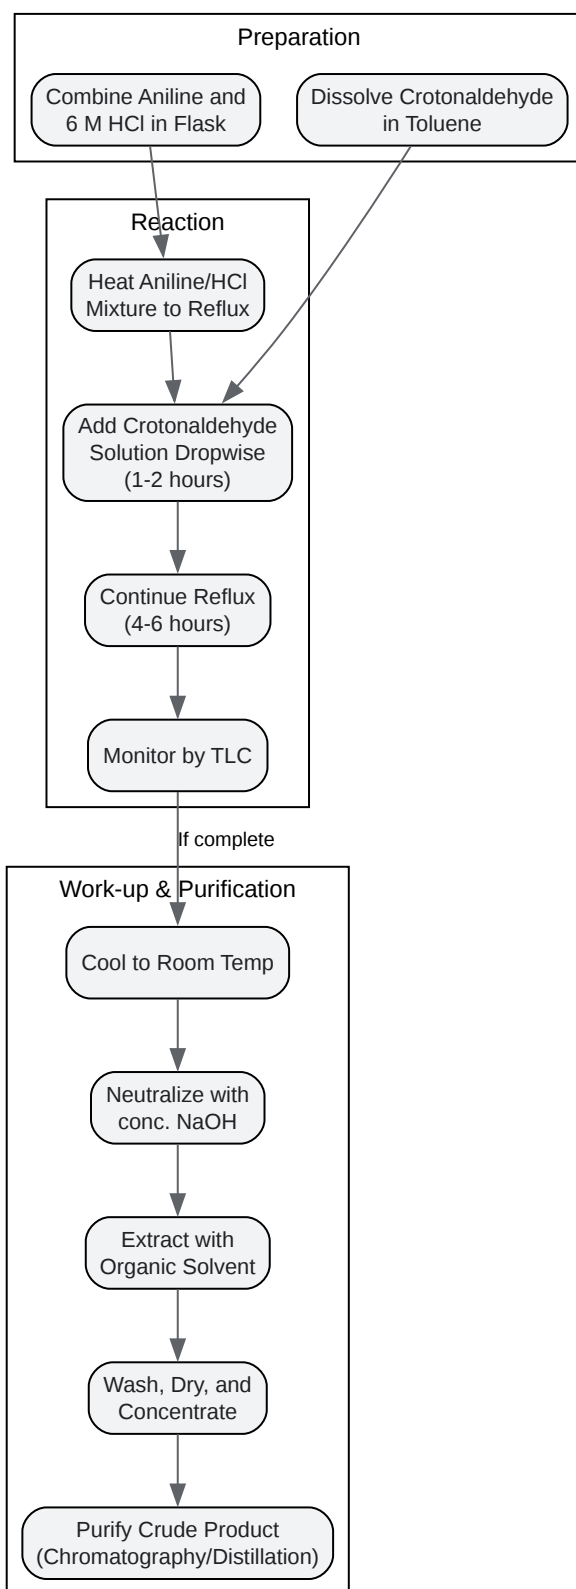 Preparation
Combine Aniline and
6 M HCl in Flask
Dissolve Crotonaldehyde
in Toluene
Reaction
Heat Aniline/HCl
Mixture to Reflux
Add Crotonaldehyde
Solution Dropwise
(1-2 hours)
Continue Reflux
(4-6 hours)
Monitor by TLC
If complete
Work-up & Purification
Cool to Room Temp
Neutralize with
conc. NaOH
Extract with
Organic Solvent
Wash, Dry, and
Concentrate
Purify Crude Product
(Chromatography/Distillation)